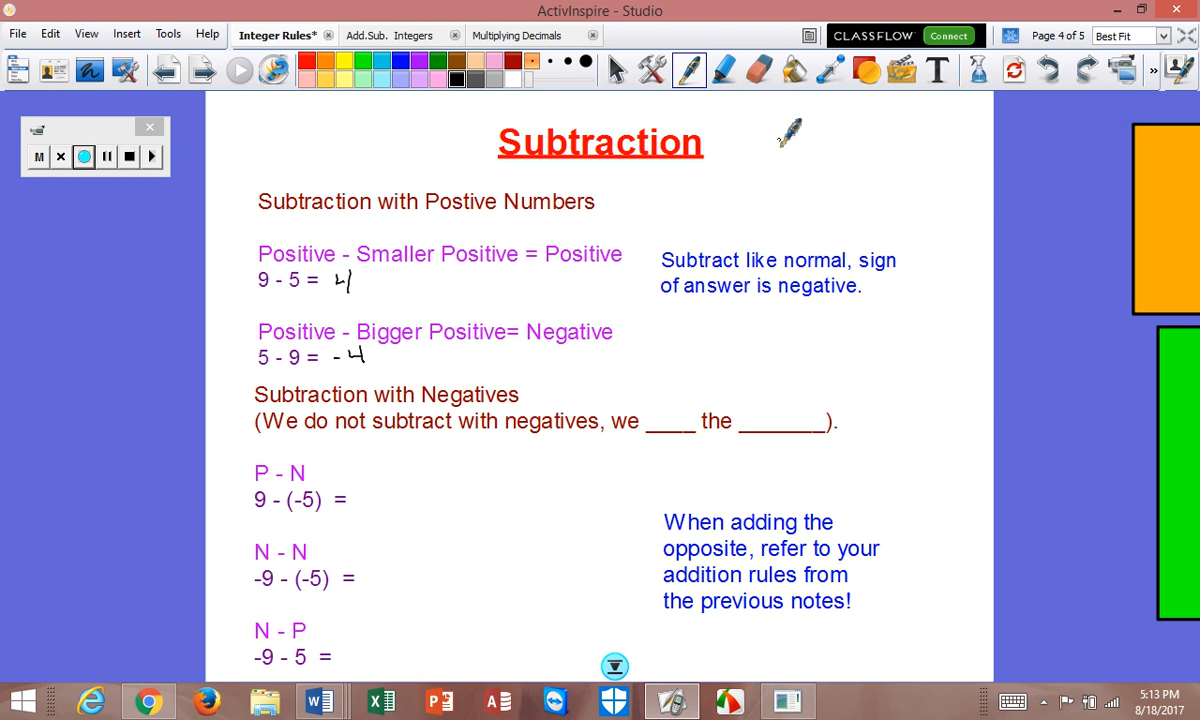 ActivInspire - Studio
File Edit View Insert Tools Help Integer Rules* Add.Sub. Integers Multiplying Decimals CLASSFLOW Connect Page 4 of 5 Best Fit
T »
M
Subtraction
Subtraction with Postive Numbers
Positive - Smaller Positive = Positive
9 - 5 = 4
Subtract like normal, sign
of answer is negative.
Positive - Bigger Positive= Negative
5 - 9 = -4
Subtraction with Negatives
(We do not subtract with negatives, we ____ the _______).
P - N
9 - (-5) =
N - N
-9 - (-5) =
N - P
-9 - 5 =
When adding the
opposite, refer to your
addition rules from
the previous notes!
5:13 PM
8/18/2017